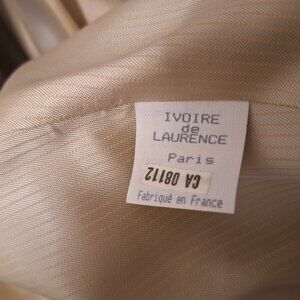 IVOIRE
de
LAURENCE
Paris
CA 08112
Fabriqué en France